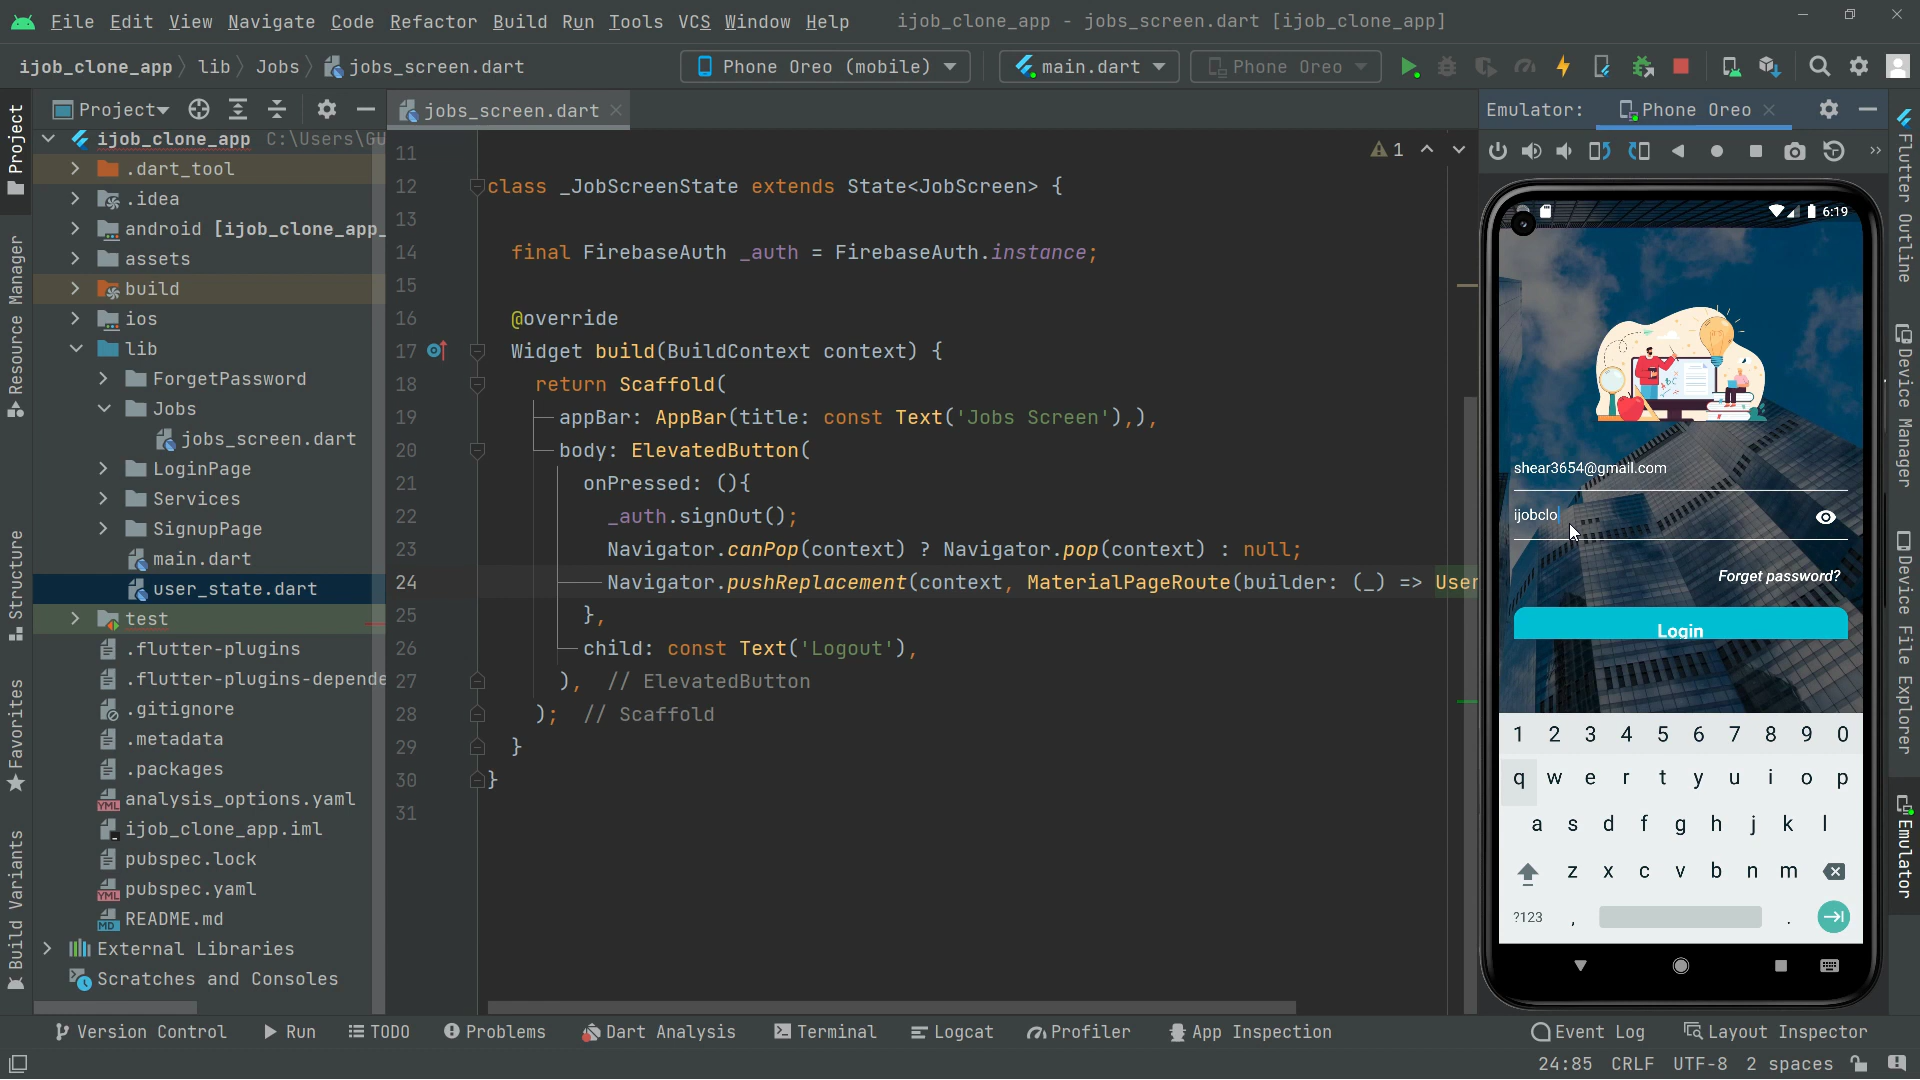 File Edit View Navigate Code Refactor Build Run Tools VCS Window Help ijob_clone_app - jobs_screen.dart [ijob_clone_app]
ijob_clone_app lib Jobs jobs_screen.dart Phone Oreo (mobile) main.dart Phone Oreo
Project
jobs_screen.dart
Emulator: Phone Oreo
Project
Resource Manager
Structure
Favorites
Build Variants
ijob_clone_app C:\Users\GU
.dart_tool
.idea
android [ijob_clone_app_
assets
build
ios
lib
ForgetPassword
Jobs
jobs_screen.dart
LoginPage
Services
SignupPage
main.dart
user_state.dart
test
.flutter-plugins
.flutter-plugins-depende
.gitignore
.metadata
.packages
analysis_options.yaml
ijob_clone_app.iml
pubspec.lock
pubspec.yaml
README.md
External Libraries
Scratches and Consoles
1
11
12 class _JobScreenState extends State<JobScreen> {
13
14 final FirebaseAuth _auth = FirebaseAuth.instance;
15
16 @override
17 Widget build(BuildContext context) {
18 return Scaffold(
19 appBar: AppBar(title: const Text('Jobs Screen'),),
20 body: ElevatedButton(
21 onPressed: (){
22 _auth.signOut();
23 Navigator.canPop(context) ? Navigator.pop(context) : null;
24 Navigator.pushReplacement(context, MaterialPageRoute(builder: (_) => User
25 },
26 child: const Text('Logout'),
27 ), // ElevatedButton
28 ); // Scaffold
29 }
30 }
31
6:19
shear3654@gmail.com
ijobclo
Forget password?
Login
1 2 3 4 5 6 7 8 9 0
q w e r t y u i o p
a s d f g h j k l
z x c v b n m
?123 , .
Flutter Outline
Device Manager
Device File Explorer
Emulator
Version Control Run TODO Problems Dart Analysis Terminal Logcat Profiler App Inspection Event Log Layout Inspector
24:85 CRLF UTF-8 2 spaces